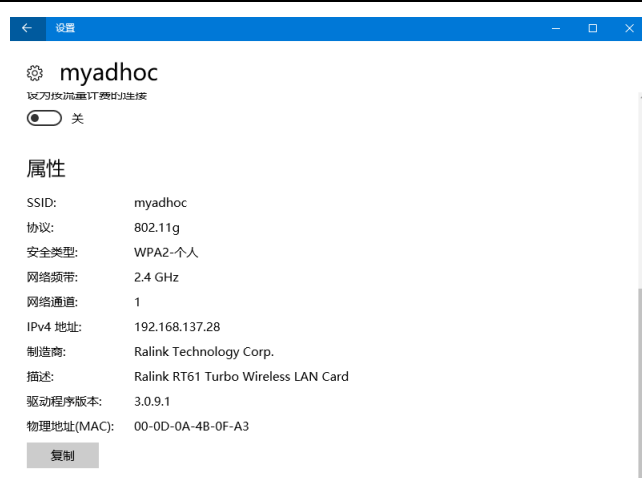 设置
myadhoc
设为按流量计费的连接
关
属性
SSID: myadhoc
协议: 802.11g
安全类型: WPA2-个人
网络频带: 2.4 GHz
网络通道: 1
IPv4 地址: 192.168.137.28
制造商: Ralink Technology Corp.
描述: Ralink RT61 Turbo Wireless LAN Card
驱动程序版本: 3.0.9.1
物理地址(MAC): 00-0D-0A-4B-0F-A3
复制